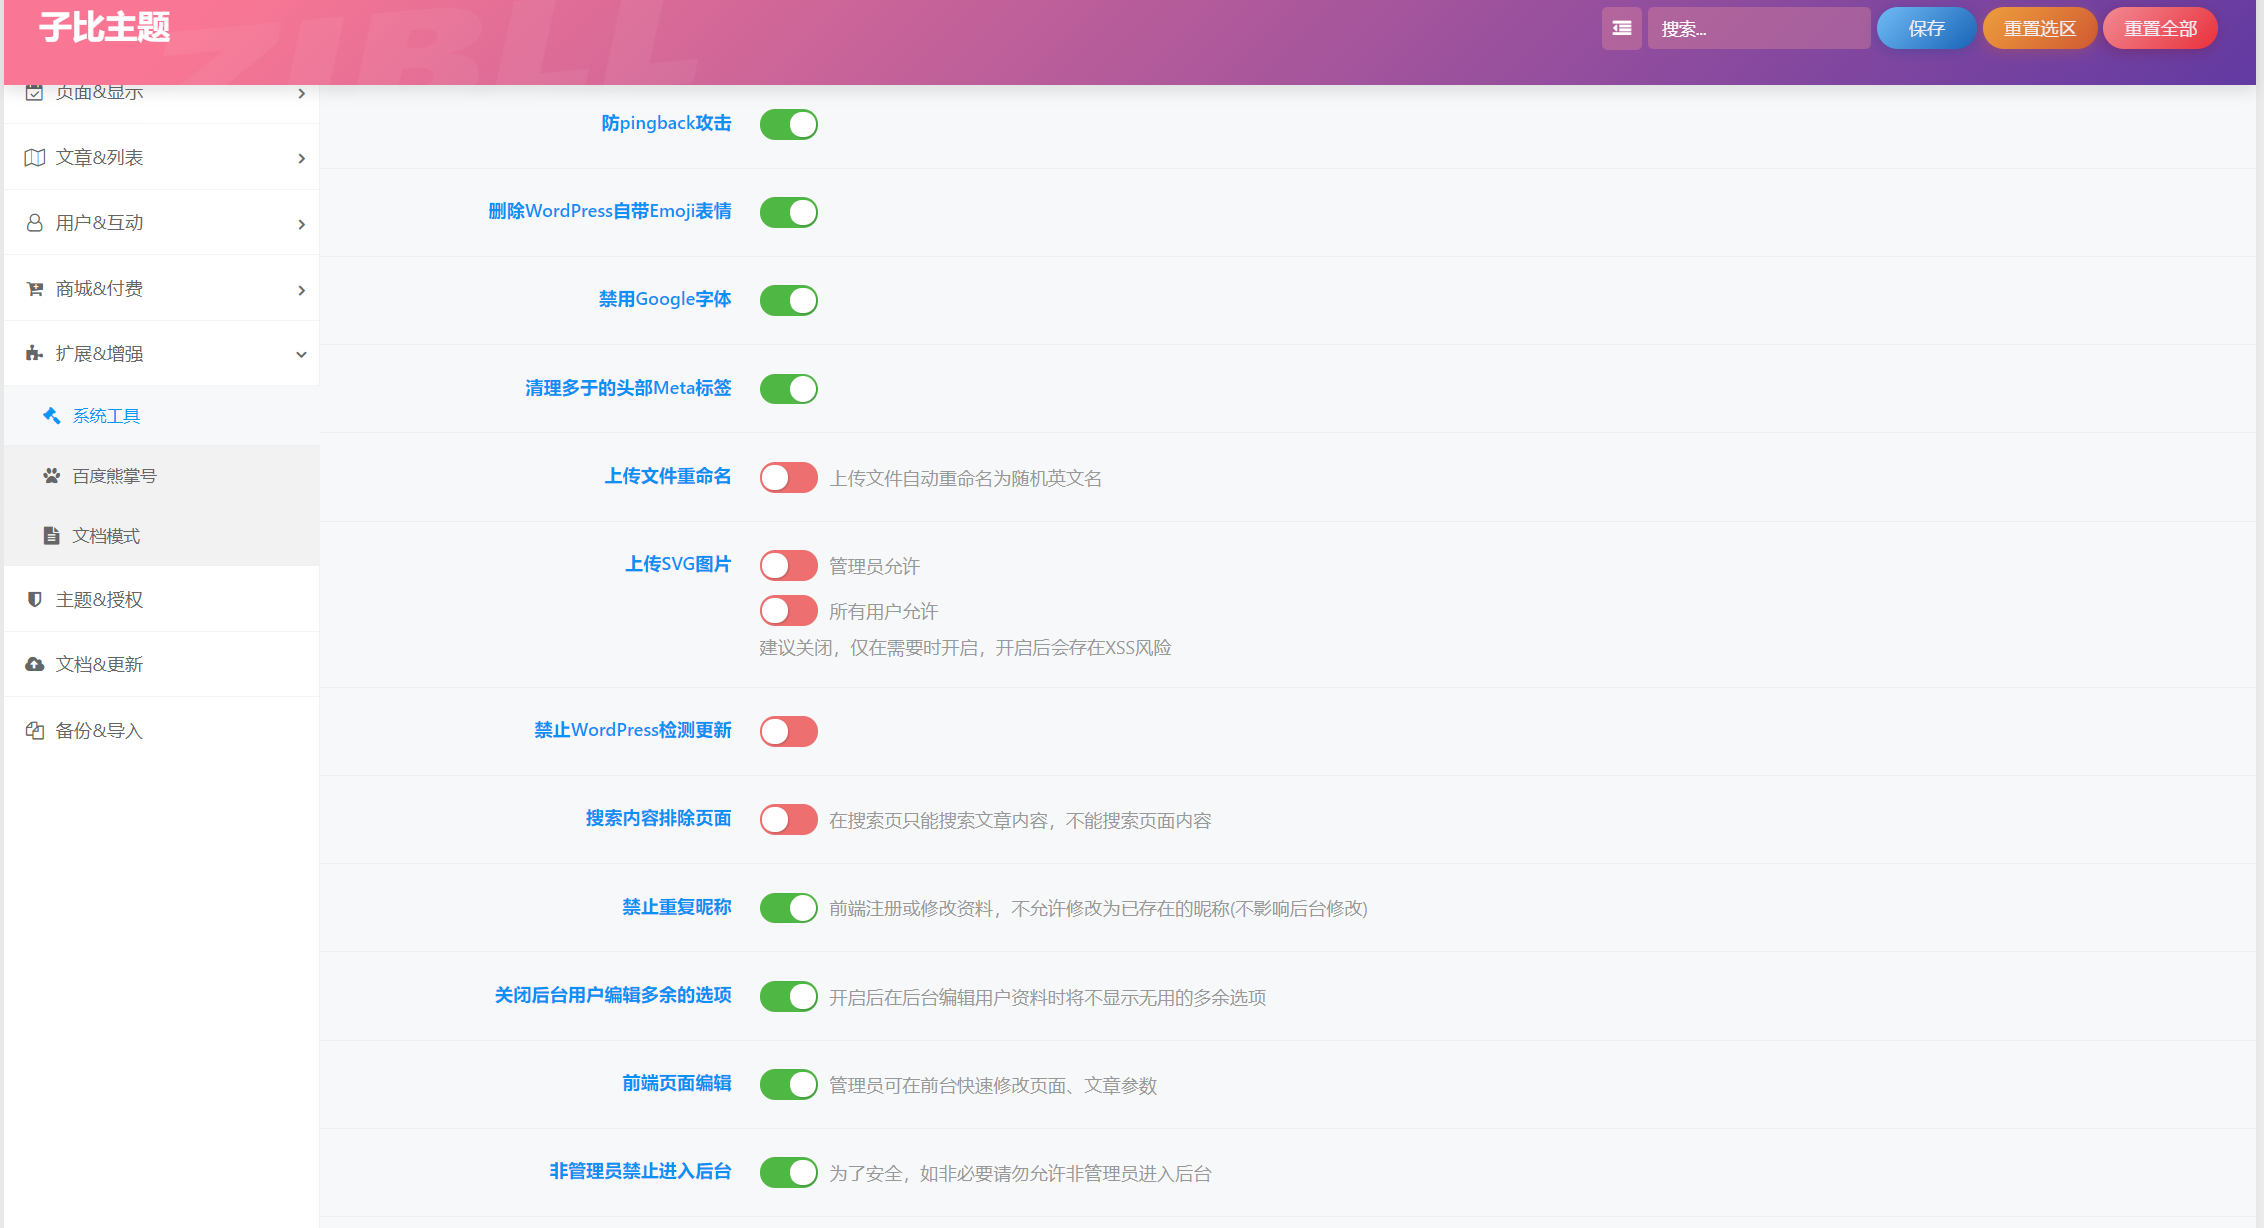 子比主题
ZIBLL
搜索...
保存
重置选区
重置全部
页面&显示
文章&列表
用户&互动
商城&付费
扩展&增强
系统工具
百度熊掌号
文档模式
主题&授权
文档&更新
备份&导入
防pingback攻击
删除WordPress自带Emoji表情
禁用Google字体
清理多于的头部Meta标签
上传文件重命名
上传文件自动重命名为随机英文名
上传SVG图片
管理员允许
所有用户允许
建议关闭，仅在需要时开启，开启后会存在XSS风险
禁止WordPress检测更新
搜索内容排除页面
在搜索页只能搜索文章内容，不能搜索页面内容
禁止重复昵称
前端注册或修改资料，不允许修改为已存在的昵称(不影响后台修改)
关闭后台用户编辑多余的选项
开启后在后台编辑用户资料时将不显示无用的多余选项
前端页面编辑
管理员可在前台快速修改页面、文章参数
非管理员禁止进入后台
为了安全，如非必要请勿允许非管理员进入后台